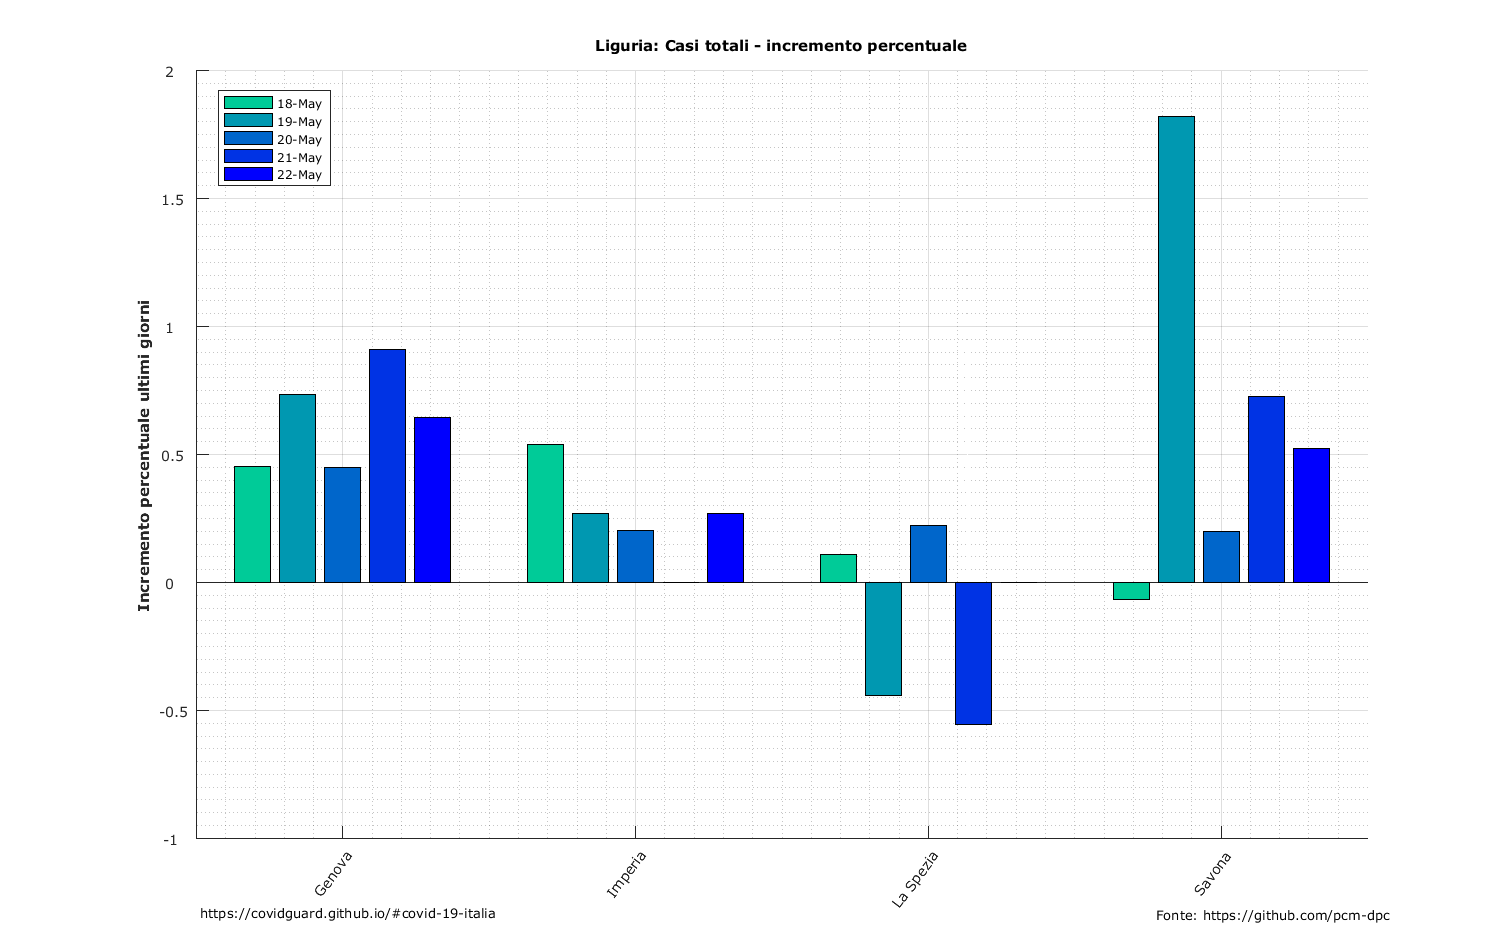 Liguria: Casi totali - incremento percentuale
2
1.5
1
0.5
0
-0.5
-1
Incremento percentuale ultimi giorni
18-May
19-May
20-May
21-May
22-May
Genova
Imperia
La Spezia
Savona
https://covidguard.github.io/#covid-19-italia
Fonte: https://github.com/pcm-dpc